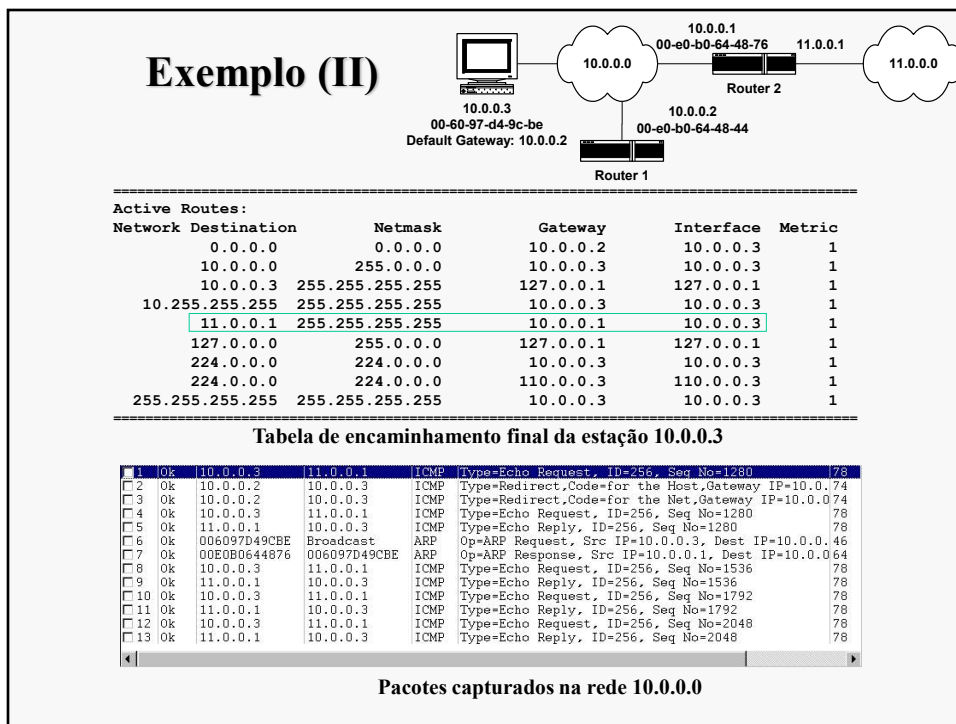 Exemplo (II)
10.0.0.1
00-e0-b0-64-48-76
11.0.0.1
10.0.0.0
11.0.0.0
Router 2
10.0.0.3
00-60-97-d4-9c-be
Default Gateway: 10.0.0.2
10.0.0.2
00-e0-b0-64-48-44
Router 1
Active Routes:
Network Destination Netmask Gateway Interface Metric
0.0.0.0 0.0.0.0 10.0.0.2 10.0.0.3 1
10.0.0.0 255.0.0.0 10.0.0.3 10.0.0.3 1
10.0.0.3 255.255.255.255 127.0.0.1 127.0.0.1 1
10.255.255.255 255.255.255.255 10.0.0.3 10.0.0.3 1
11.0.0.1 255.255.255.255 10.0.0.1 10.0.0.3 1
127.0.0.0 255.0.0.0 127.0.0.1 127.0.0.1 1
224.0.0.0 224.0.0.0 10.0.0.3 10.0.0.3 1
224.0.0.0 224.0.0.0 110.0.0.3 110.0.0.3 1
255.255.255.255 255.255.255.255 10.0.0.3 10.0.0.3 1
Tabela de encaminhamento final da estação 10.0.0.3
1 Ok 10.0.0.3 11.0.0.1 ICMP Type=Echo Request, ID=256, Seq No=1280 78
2 Ok 10.0.0.2 10.0.0.3 ICMP Type=Redirect,Code=for the Host,Gateway IP=10.0.0. 74
3 Ok 10.0.0.2 10.0.0.3 ICMP Type=Redirect,Code=for the Net,Gateway IP=10.0.0 74
4 Ok 10.0.0.3 11.0.0.1 ICMP Type=Echo Request, ID=256, Seq No=1280 78
5 Ok 11.0.0.1 10.0.0.3 ICMP Type=Echo Reply, ID=256, Seq No=1280 78
6 Ok 006097D49CBE Broadcast ARP Op=ARP Request, Src IP=10.0.0.3, Dest IP=10.0.0. 46
7 Ok 00E0B0644876 006097D49CBE ARP Op=ARP Response, Src IP=10.0.0.1, Dest IP=10.0.0 64
8 Ok 10.0.0.3 11.0.0.1 ICMP Type=Echo Request, ID=256, Seq No=1536 78
9 Ok 11.0.0.1 10.0.0.3 ICMP Type=Echo Reply, ID=256, Seq No=1536 78
10 Ok 10.0.0.3 11.0.0.1 ICMP Type=Echo Request, ID=256, Seq No=1792 78
11 Ok 11.0.0.1 10.0.0.3 ICMP Type=Echo Reply, ID=256, Seq No=1792 78
12 Ok 10.0.0.3 11.0.0.1 ICMP Type=Echo Request, ID=256, Seq No=2048 78
13 Ok 11.0.0.1 10.0.0.3 ICMP Type=Echo Reply, ID=256, Seq No=2048 78
Pacotes capturados na rede 10.0.0.0